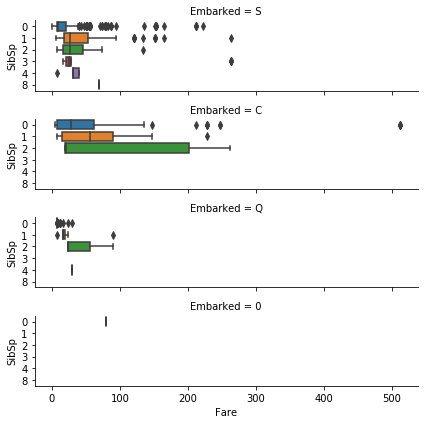 Embarked = S
SibSp
0
1
2
3
4
8
Embarked = C
SibSp
0
1
2
3
4
8
Embarked = Q
SibSp
0
1
2
3
4
8
Embarked = 0
SibSp
0
1
2
3
4
8
0 100 200 300 400 500
Fare